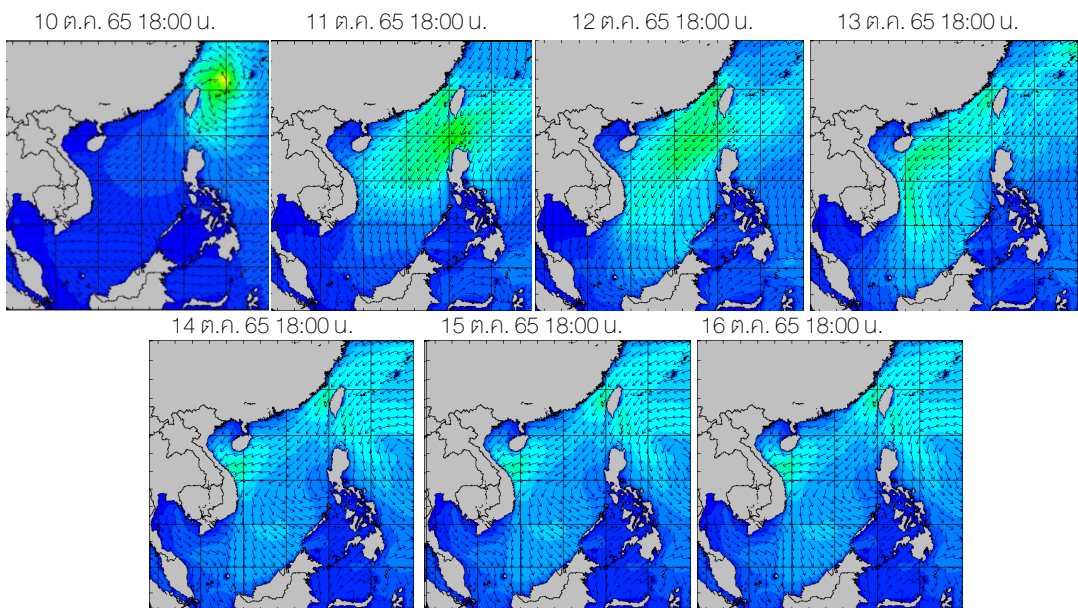 10 ต.ค. 65 18:00 น.
11 ต.ค. 65 18:00 น.
12 ต.ค. 65 18:00 น.
13 ต.ค. 65 18:00 น.
14 ต.ค. 65 18:00 น.
15 ต.ค. 65 18:00 น.
16 ต.ค. 65 18:00 น.